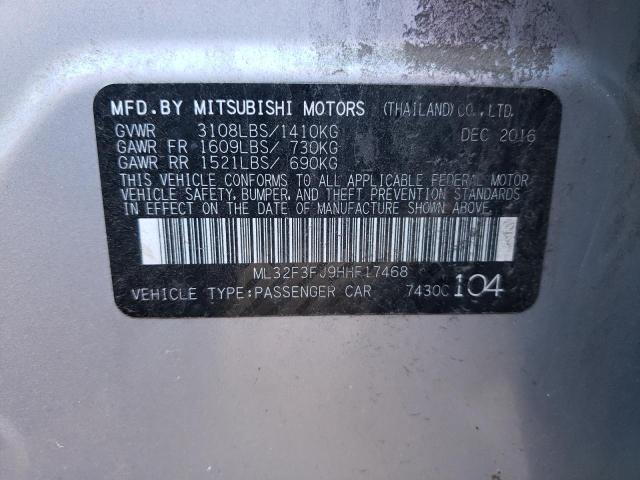 MFD.BY MITSUBISHI MOTORS (THAILAND)CO.,LTD.
GVWR 3108LBS/1410KG DEC 2016
GAWR FR 1609LBS/ 730KG
GAWR RR 1521LBS/ 690KG
THIS VEHICLE CONFORMS TO ALL APPLICABLE FEDERAL MOTOR
VEHICLE SAFETY, BUMPER, AND THEFT PREVENTION STANDARDS
IN EFFECT ON THE DATE OF MANUFACTURE SHOWN ABOVE.
ML32F3FJ9HHF17468
VEHICLE TYPE:PASSENGER CAR 7430C 104